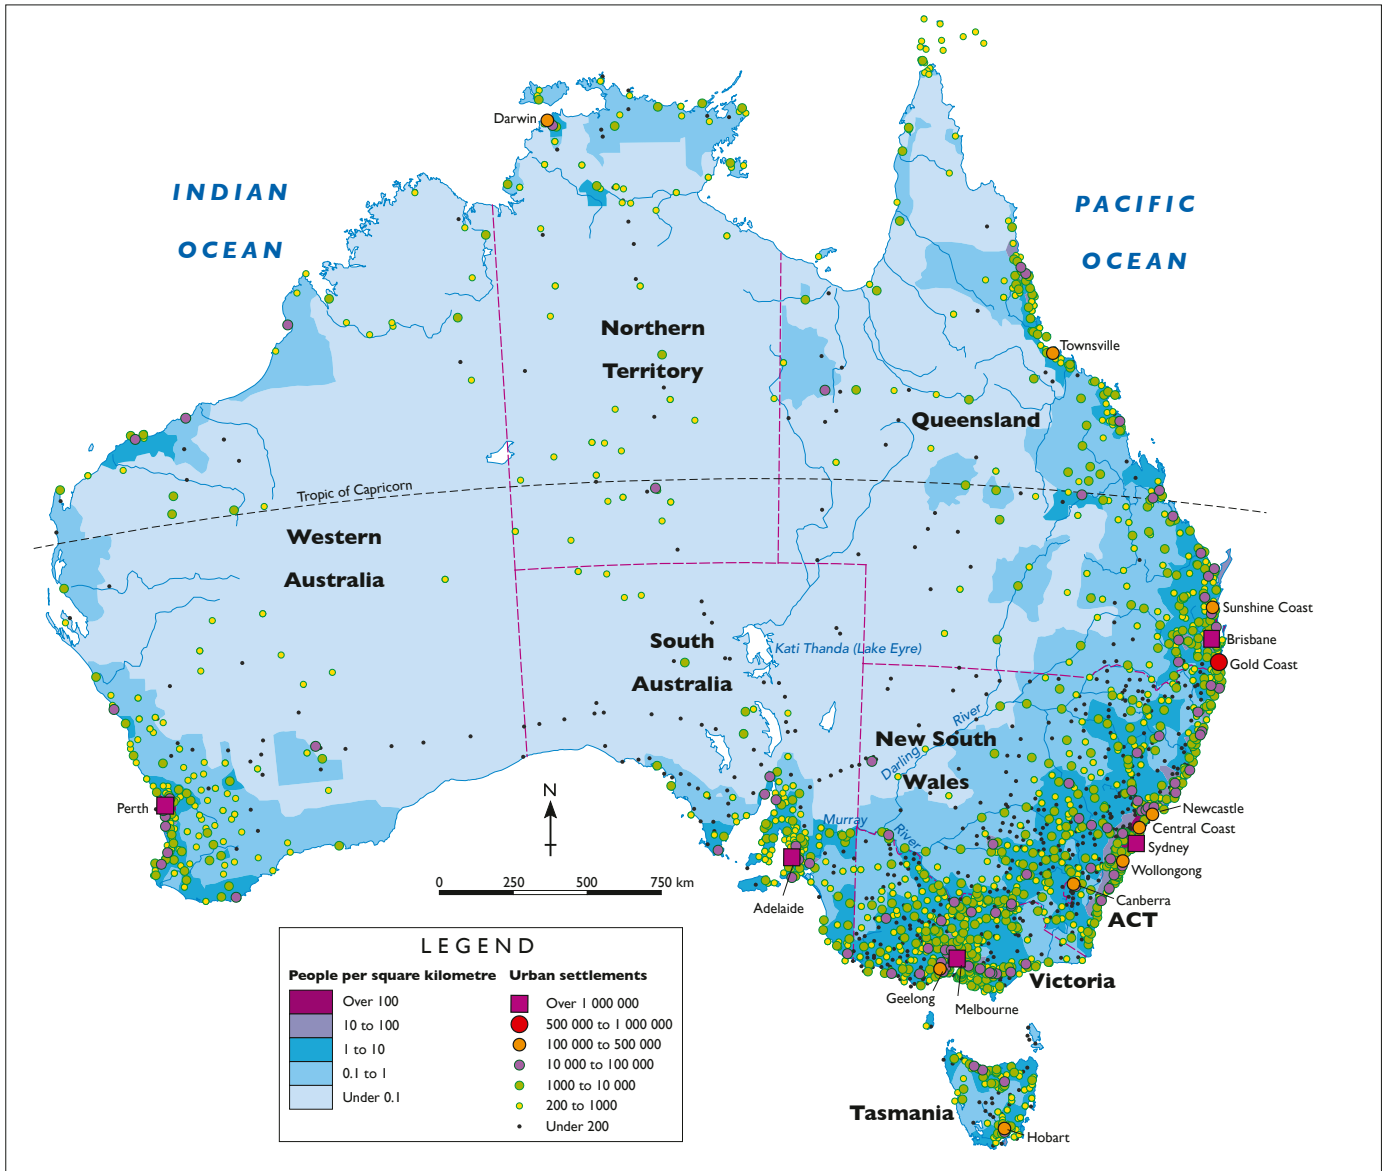 INDIAN
OCEAN
PACIFIC
OCEAN
Darwin
Townsville
Northern
Territory
Queensland
Tropic of Capricorn
Western
Australia
Sunshine Coast
Brisbane
Gold Coast
South
Australia
Kati Thanda (Lake Eyre)
New South
Wales
Darling
River
Murray
River
Perth
N
0 250 500 750 km
Adelaide
Newcastle
Central Coast
Sydney
Wollongong
Canberra
ACT
Victoria
Geelong
Melbourne
Tasmania
Hobart
LEGEND
People per square kilometre
Over 100
10 to 100
1 to 10
0.1 to 1
Under 0.1
Urban settlements
Over 1 000 000
500 000 to 1 000 000
100 000 to 500 000
10 000 to 100 000
1000 to 10 000
200 to 1000
Under 200